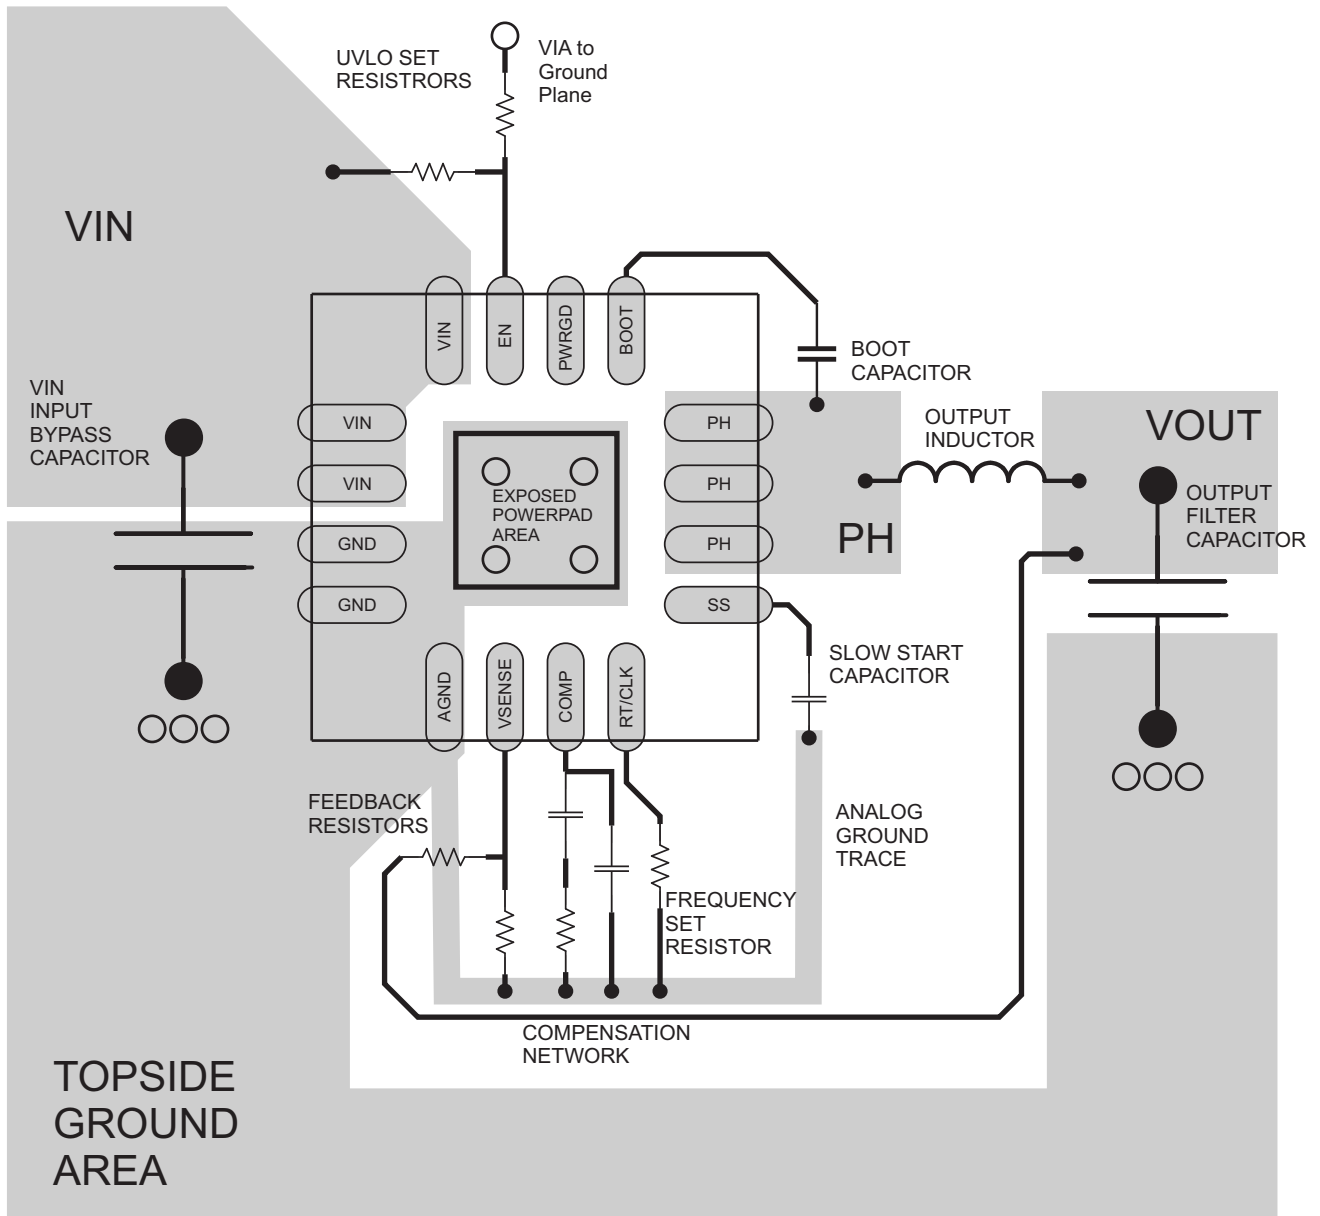 UVLO SET
RESISTRORS
VIA to
Ground
Plane
VIN
VIN
EN
PWRGD
BOOT
BOOT
CAPACITOR
VIN
INPUT
BYPASS
CAPACITOR
VIN
VIN
GND
GND
EXPOSED
POWERPAD
AREA
PH
PH
PH
SS
PH
OUTPUT
INDUCTOR
VOUT
OUTPUT
FILTER
CAPACITOR
SLOW START
CAPACITOR
AGND
VSENSE
COMP
RT/CLK
FEEDBACK
RESISTORS
ANALOG
GROUND
TRACE
FREQUENCY
SET
RESISTOR
COMPENSATION
NETWORK
TOPSIDE
GROUND
AREA